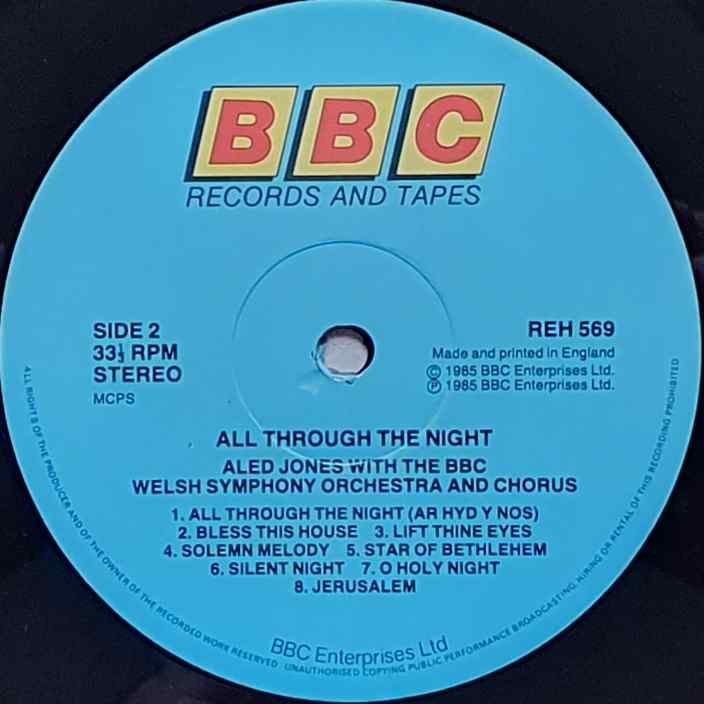 BBC
RECORDS AND TAPES
SIDE 2
33⅓ RPM
STEREO
MCPS
REH 569
Made and printed in England
© 1985 BBC Enterprises Ltd.
℗ 1985 BBC Enterprises Ltd.
ALL THROUGH THE NIGHT
ALED JONES WITH THE BBC
WELSH SYMPHONY ORCHESTRA AND CHORUS
1. ALL THROUGH THE NIGHT (AR HYD Y NOS)
2. BLESS THIS HOUSE 3. LIFT THINE EYES
4. SOLEMN MELODY 5. STAR OF BETHLEHEM
6. SILENT NIGHT 7. O HOLY NIGHT
8. JERUSALEM
BBC Enterprises Ltd
ALL RIGHTS OF THE PRODUCER AND OF THE OWNER OF THE RECORDED WORK RESERVED. UNAUTHORISED COPYING PUBLIC PERFORMANCE BROADCASTING, HIRING OR RENTAL OF THIS RECORDING PROHIBITED